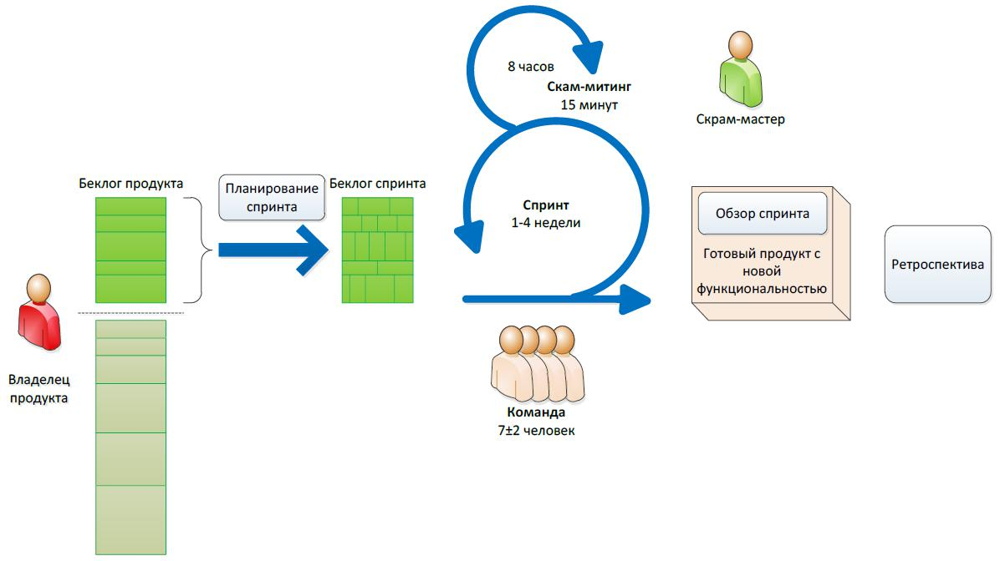 8 часов
Скам-митинг
15 минут
Скрам-мастер
Беклог продукта
Планирование
спринта
Беклог спринта
Спринт
1-4 недели
Обзор спринта
Готовый продукт с
новой
функциональностью
Ретроспектива
Владелец
продукта
Команда
7±2 человек